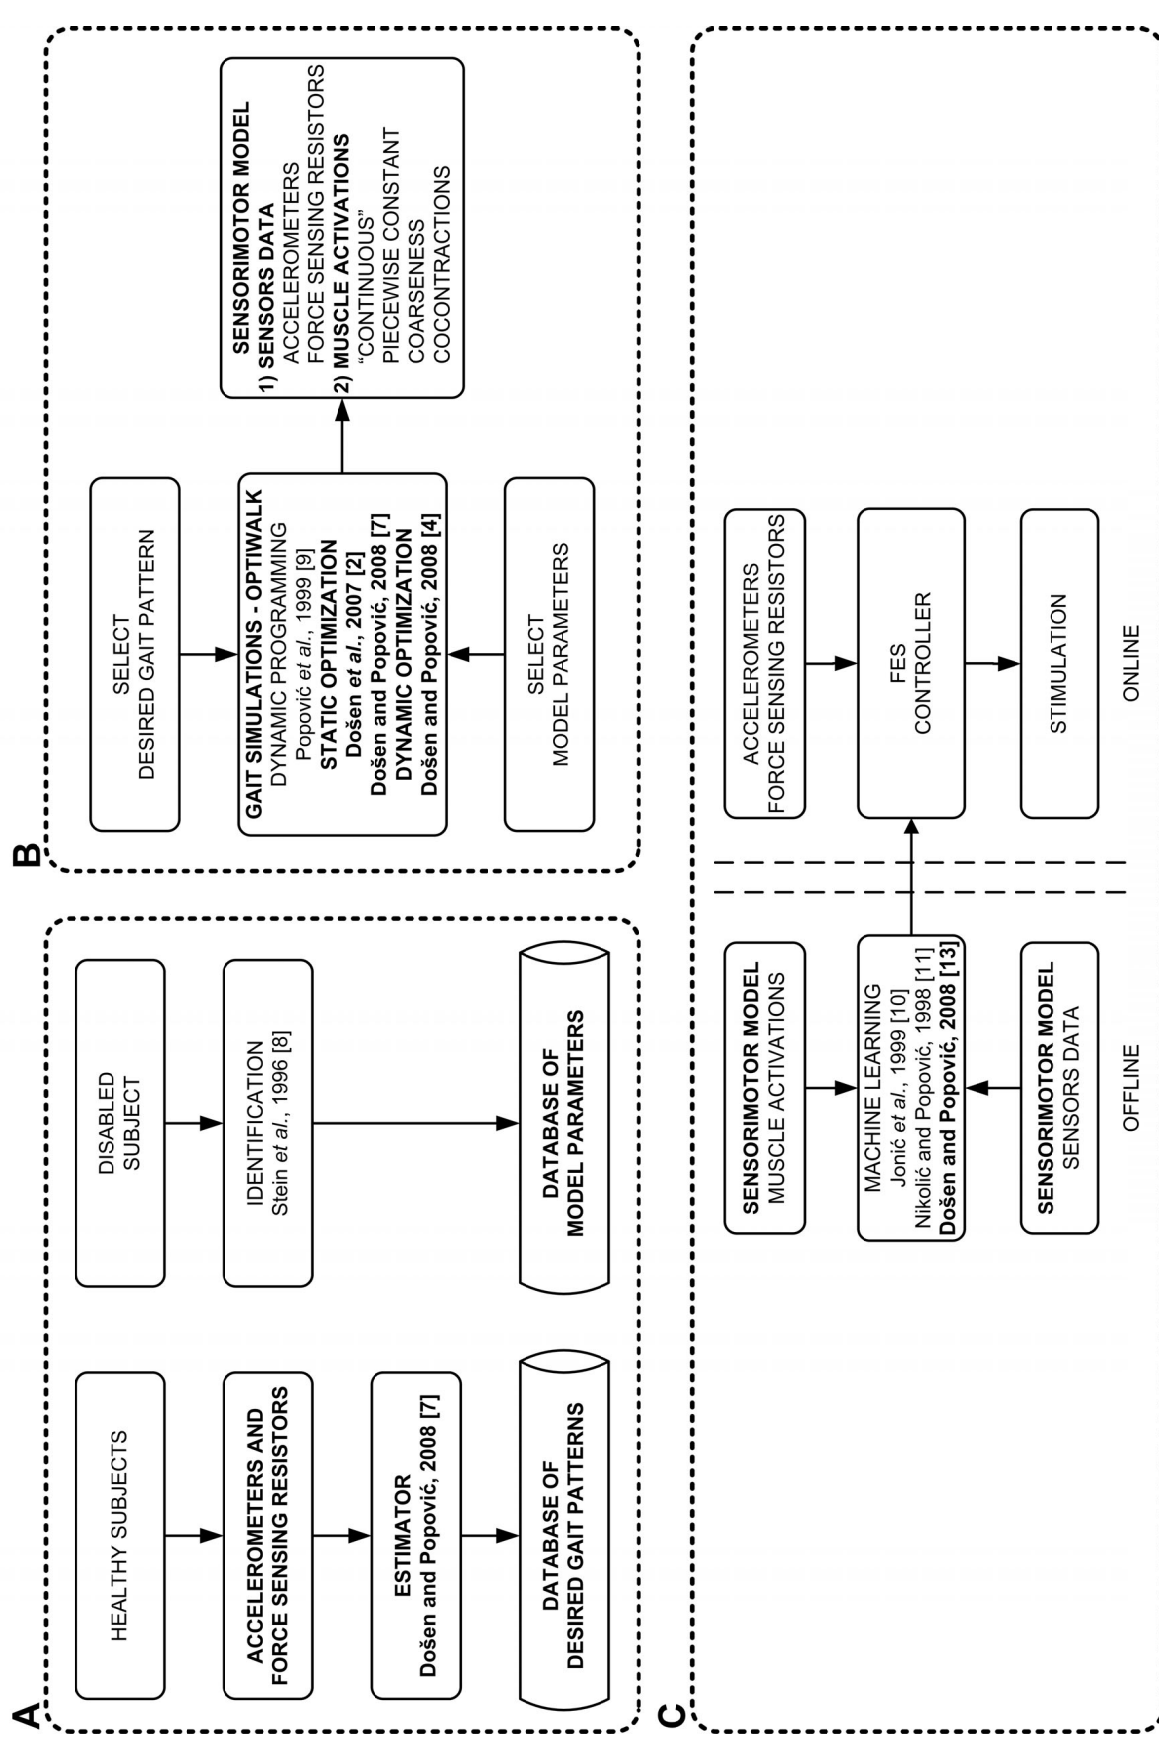 A
HEALTHY SUBJECTS
ACCELEROMETERS AND
FORCE SENSING RESISTORS
ESTIMATOR
Došen and Popović, 2008 [7]
DATABASE OF
DESIRED GAIT PATTERNS
DISABLED
SUBJECT
IDENTIFICATION
Stein et al., 1996 [8]
DATABASE OF
MODEL PARAMETERS
B
SELECT
DESIRED GAIT PATTERN
GAIT SIMULATIONS - OPTIWALK
DYNAMIC PROGRAMMING
Popović et al., 1999 [9]
STATIC OPTIMIZATION
Došen et al., 2007 [2]
Došen and Popović, 2008 [7]
DYNAMIC OPTIMIZATION
Došen and Popović, 2008 [4]
SELECT
MODEL PARAMETERS
SENSORIMOTOR MODEL
1) SENSORS DATA
ACCELEROMETERS
FORCE SENSING RESISTORS
2) MUSCLE ACTIVATIONS
“CONTINUOUS”
PIECEWISE CONSTANT
COARSENESS
COCONTRACTIONS
C
SENSORIMOTOR MODEL
MUSCLE ACTIVATIONS
MACHINE LEARNING
Jonić et al., 1999 [10]
Nikolić and Popović, 1998 [11]
Došen and Popović, 2008 [13]
SENSORIMOTOR MODEL
SENSORS DATA
OFFLINE
ACCELEROMETERS
FORCE SENSING RESISTORS
FES
CONTROLLER
STIMULATION
ONLINE